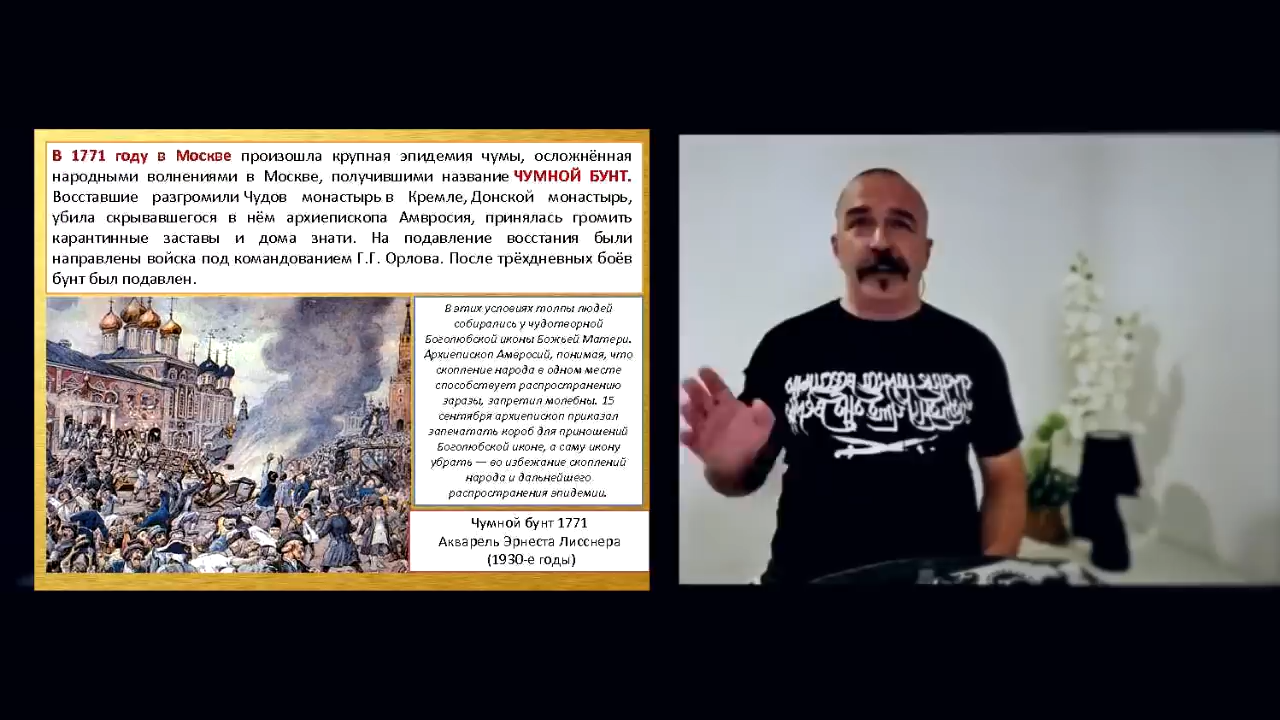 В 1771 году в Москве произошла крупная эпидемия чумы, осложнённая
народными волнениями в Москве, получившими название ЧУМНОЙ БУНТ.
Восставшие разгромили Чудов монастырь в Кремле, Донской монастырь,
убила скрывавшегося в нём архиепископа Амвросия, принялась громить
карантинные заставы и дома знати. На подавление восстания были
направлены войска под командованием Г.Г. Орлова. После трёхдневных боёв
бунт был подавлен.
В этих условиях толпы людей
собирались у чудотворной
Боголюбской иконы Божьей Матери.
Архиепископ Амвросий, понимая, что
скопление народа в одном месте
способствует распространению
заразы, запретил молебны. 15
сентября архиепископ приказал
запечатать короб для приношений
Боголюбской иконе, а саму икону
убрать — во избежание скоплений
народа и дальнейшего
распространения эпидемии.
Чумной бунт 1771
Акварель Эрнеста Лисснера
(1930-е годы)